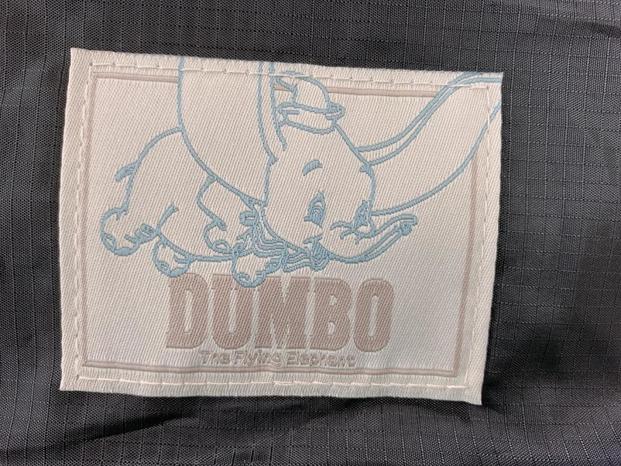 DUMBO
The Flying Elephant